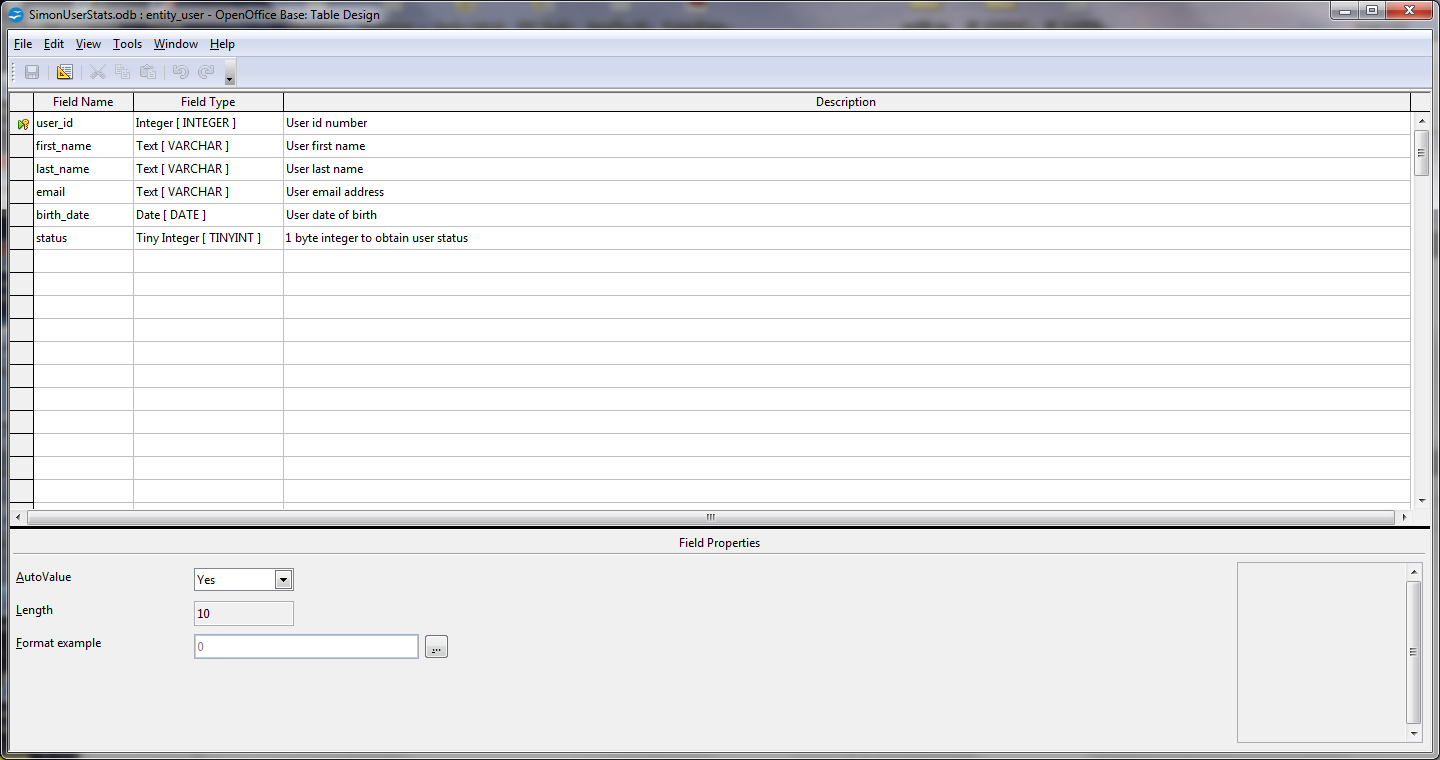 SimonUserStats.odb : entity_user - OpenOffice Base: Table Design
File Edit View Tools Window Help
Field Name Field Type Description
user_id Integer [ INTEGER ] User id number
first_name Text [ VARCHAR ] User first name
last_name Text [ VARCHAR ] User last name
email Text [ VARCHAR ] User email address
birth_date Date [ DATE ] User date of birth
status Tiny Integer [ TINYINT ] 1 byte integer to obtain user status
Field Properties
AutoValue Yes
Length 10
Format example 0 ...